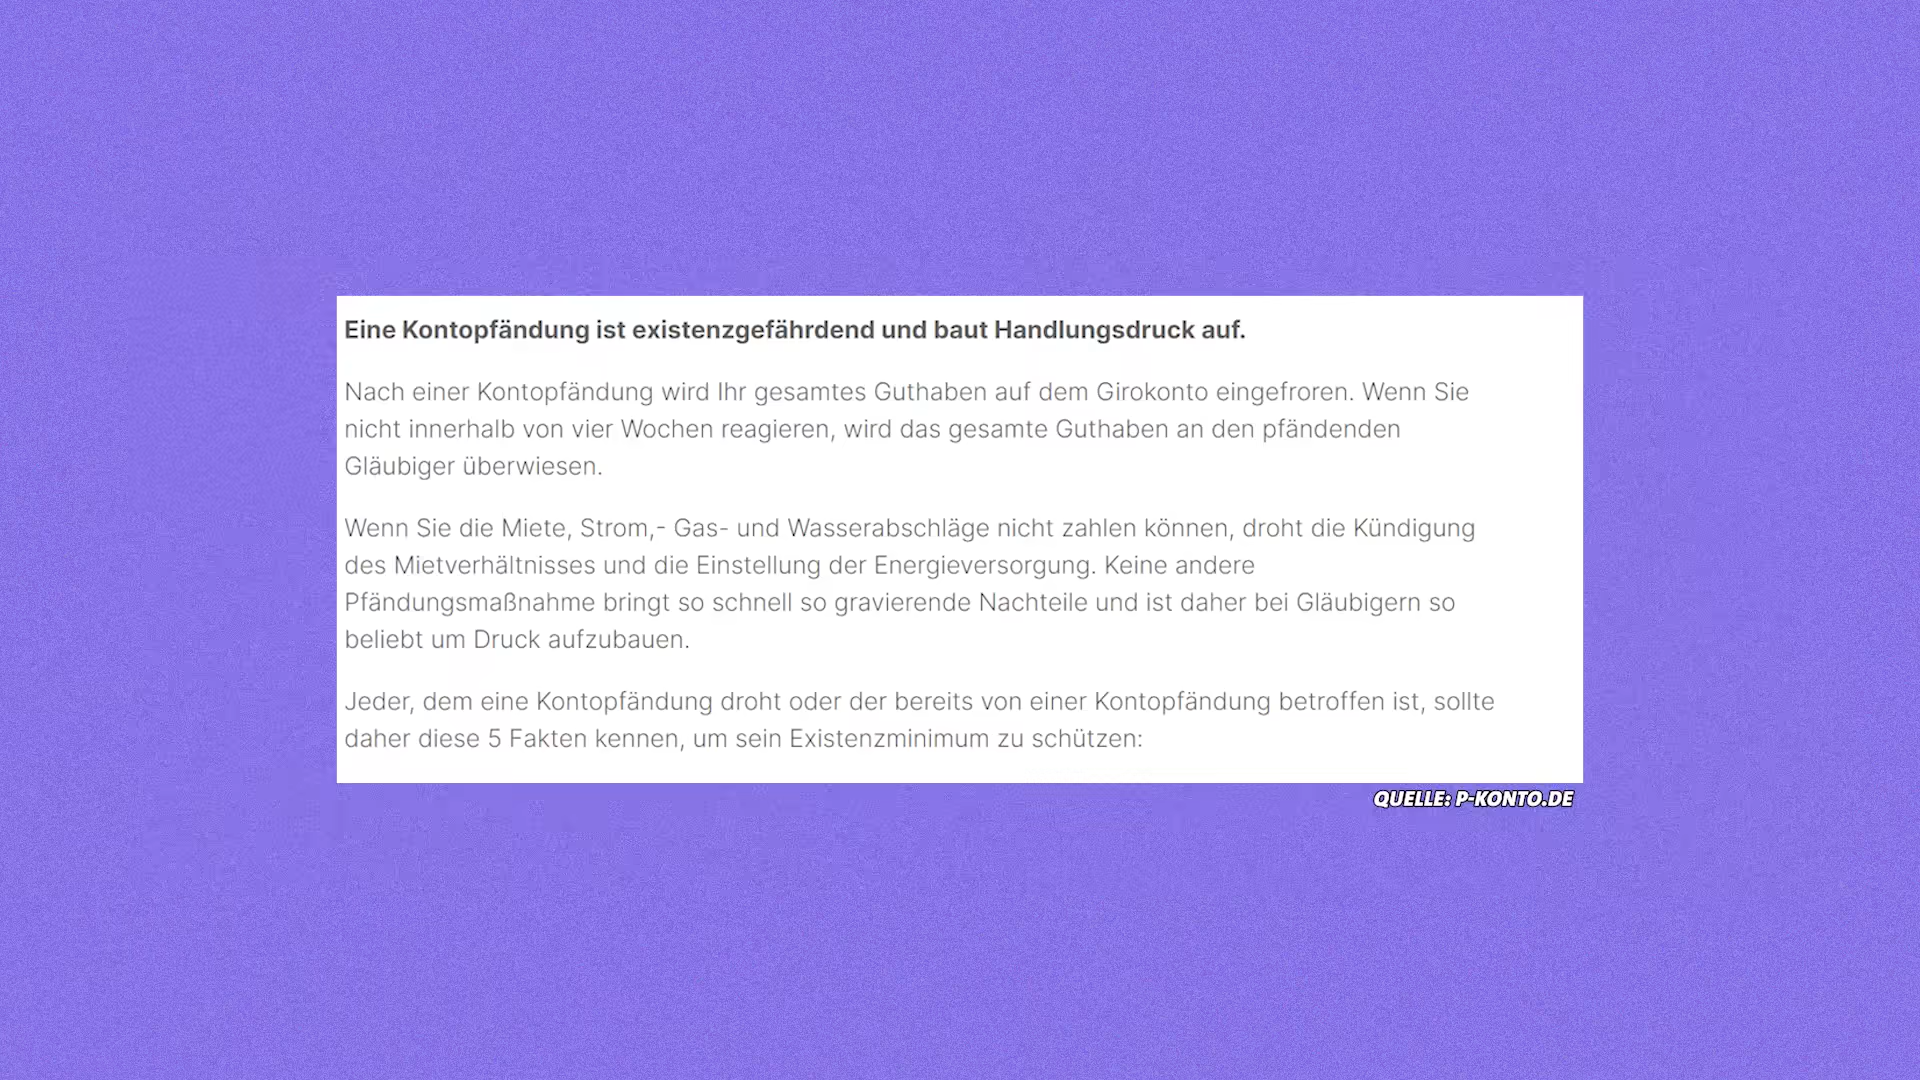 Eine Kontopfändung ist existenzgefährdend und baut Handlungsdruck auf.
Nach einer Kontopfändung wird Ihr gesamtes Guthaben auf dem Girokonto eingefroren. Wenn Sie
nicht innerhalb von vier Wochen reagieren, wird das gesamte Guthaben an den pfändenden
Gläubiger überwiesen.
Wenn Sie die Miete, Strom,- Gas- und Wasserabschläge nicht zahlen können, droht die Kündigung
des Mietverhältnisses und die Einstellung der Energieversorgung. Keine andere
Pfändungsmaßnahme bringt so schnell so gravierende Nachteile und ist daher bei Gläubigern so
beliebt um Druck aufzubauen.
Jeder, dem eine Kontopfändung droht oder der bereits von einer Kontopfändung betroffen ist, sollte
daher diese 5 Fakten kennen, um sein Existenzminimum zu schützen:
QUELLE: P-KONTO.DE